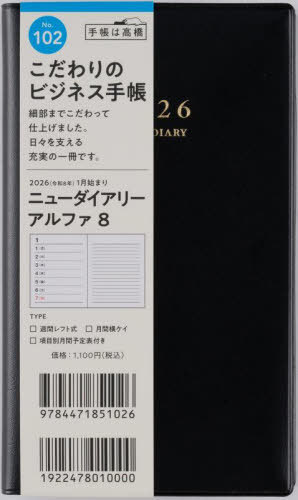 No.
102
手帳は高橋
こだわりの
ビジネス手帳
細部までこだわって
仕上げました。
日々を支える
充実の一冊です。
2026(令和8年)1月始まり
ニューダイアリー
アルファ 8
TYPE
週間レフト式 月間横ケイ
項目別月間予定表付き
価格:1,100円(税込)
9784471851026
1922478010000
26
DIARY